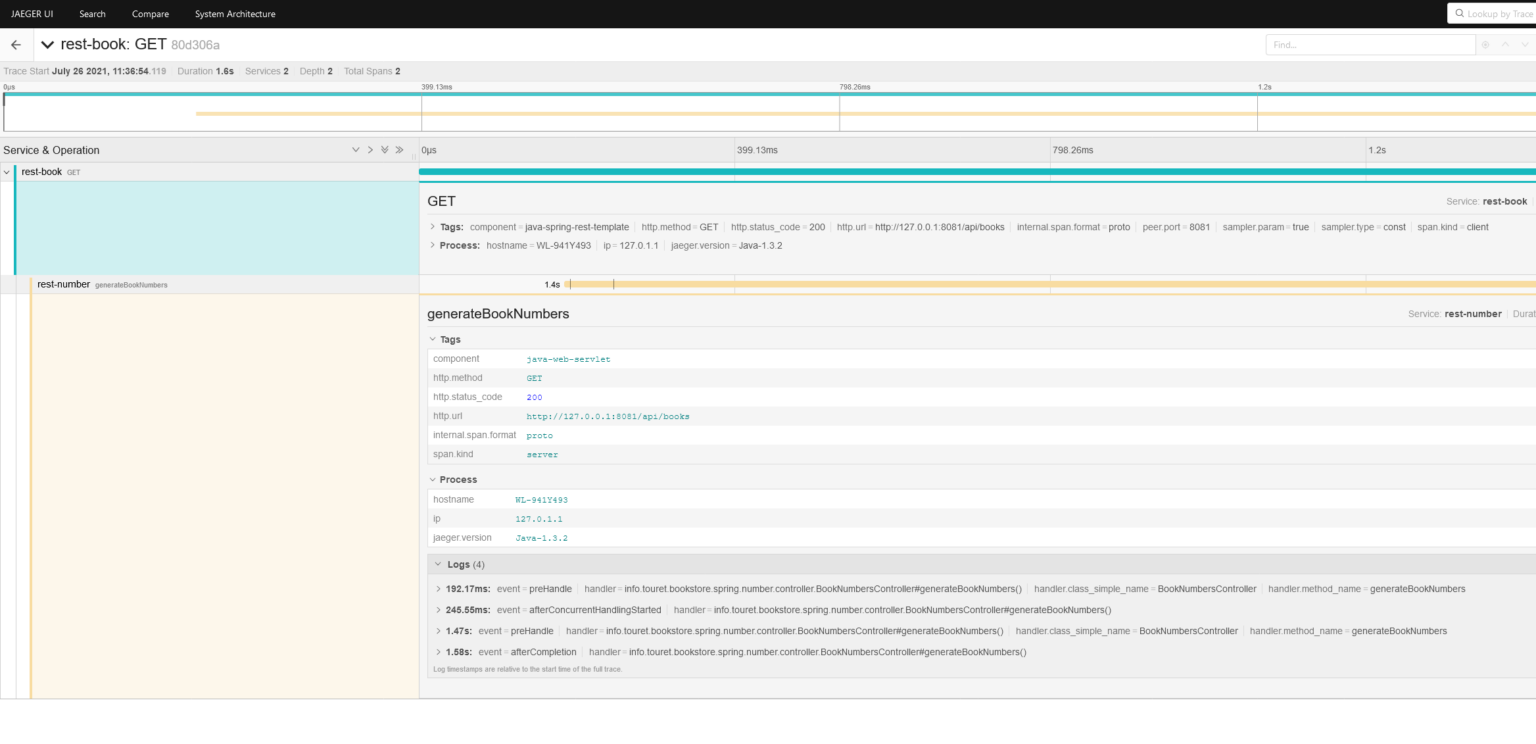 JAEGER UI Search Compare System Architecture Lookup by Trace
rest-book: GET 80d306a Find...
Trace Start July 26 2021, 11:36:54.119 Duration 1.6s Services 2 Depth 2 Total Spans 2
0μs 399.13ms 798.26ms 1.2s
Service & Operation 0μs 399.13ms 798.26ms 1.2s
rest-book GET
GET Service: rest-book
Tags: component = java-spring-rest-template http.method = GET http.status_code = 200 http.url = http://127.0.0.1:8081/api/books internal.span.format = proto peer.port = 8081 sampler.param = true sampler.type = const span.kind = client
Process: hostname = WL-941Y493 ip = 127.0.1.1 jaeger.version = Java-1.3.2
rest-number generateBookNumbers 1.4s
generateBookNumbers Service: rest-number Durat
Tags
component java-web-servlet
http.method GET
http.status_code 200
http.url http://127.0.0.1:8081/api/books
internal.span.format proto
span.kind server
Process
hostname WL-941Y493
ip 127.0.1.1
jaeger.version Java-1.3.2
Logs (4)
192.17ms: event = preHandle handler = info.touret.bookstore.spring.number.controller.BookNumbersController#generateBookNumbers() handler.class_simple_name = BookNumbersController handler.method_name = generateBookNumbers
245.55ms: event = afterConcurrentHandlingStarted handler = info.touret.bookstore.spring.number.controller.BookNumbersController#generateBookNumbers()
1.47s: event = preHandle handler = info.touret.bookstore.spring.number.controller.BookNumbersController#generateBookNumbers() handler.class_simple_name = BookNumbersController handler.method_name = generateBookNumbers
1.58s: event = afterCompletion handler = info.touret.bookstore.spring.number.controller.BookNumbersController#generateBookNumbers()
Log timestamps are relative to the start time of the full trace.